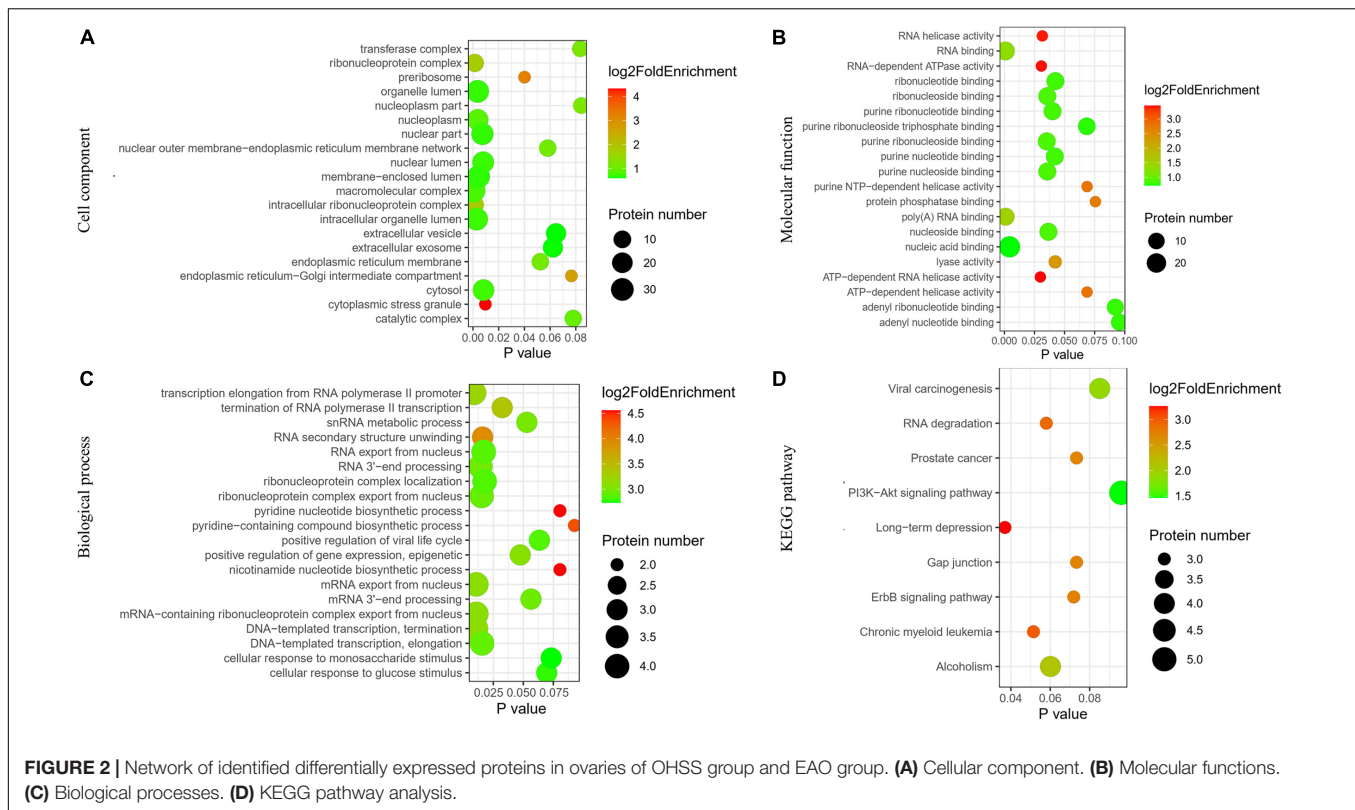 A
Cell component
transferase complex
ribonucleoprotein complex
preribosome
organelle lumen
nucleoplasm part
nucleoplasm
nuclear part
nuclear outer membrane−endoplasmic reticulum membrane network
nuclear lumen
membrane−enclosed lumen
macromolecular complex
intracellular ribonucleoprotein complex
intracellular organelle lumen
extracellular vesicle
extracellular exosome
endoplasmic reticulum membrane
endoplasmic reticulum−Golgi intermediate compartment
cytosol
cytoplasmic stress granule
catalytic complex
0.00 0.02 0.04 0.06 0.08
P value
log2FoldEnrichment
4
3
2
1
Protein number
10
20
30
B
Molecular function
RNA helicase activity
RNA binding
RNA−dependent ATPase activity
ribonucleotide binding
ribonucleoside binding
purine ribonucleotide binding
purine ribonucleoside triphosphate binding
purine ribonucleoside binding
purine nucleotide binding
purine nucleoside binding
purine NTP−dependent helicase activity
protein phosphatase binding
poly(A) RNA binding
nucleoside binding
nucleic acid binding
lyase activity
ATP−dependent RNA helicase activity
ATP−dependent helicase activity
adenyl ribonucleotide binding
adenyl nucleotide binding
0.000 0.025 0.050 0.075 0.100
P value
log2FoldEnrichment
3.0
2.5
2.0
1.5
1.0
Protein number
10
20
C
Biological process
transcription elongation from RNA polymerase II promoter
termination of RNA polymerase II transcription
snRNA metabolic process
RNA secondary structure unwinding
RNA export from nucleus
RNA 3'−end processing
ribonucleoprotein complex localization
ribonucleoprotein complex export from nucleus
pyridine nucleotide biosynthetic process
pyridine−containing compound biosynthetic process
positive regulation of viral life cycle
positive regulation of gene expression, epigenetic
nicotinamide nucleotide biosynthetic process
mRNA export from nucleus
mRNA 3'−end processing
mRNA−containing ribonucleoprotein complex export from nucleus
DNA−templated transcription, termination
DNA−templated transcription, elongation
cellular response to monosaccharide stimulus
cellular response to glucose stimulus
0.025 0.050 0.075
P value
log2FoldEnrichment
4.5
4.0
3.5
3.0
Protein number
2.0
2.5
3.0
3.5
4.0
D
KEGG pathway
Viral carcinogenesis
RNA degradation
Prostate cancer
PI3K−Akt signaling pathway
Long−term depression
Gap junction
ErbB signaling pathway
Chronic myeloid leukemia
Alcoholism
0.04 0.06 0.08
P value
log2FoldEnrichment
3.0
2.5
2.0
1.5
Protein number
3.0
3.5
4.0
4.5
5.0
FIGURE 2 | Network of identified differentially expressed proteins in ovaries of OHSS group and EAO group. (A) Cellular component. (B) Molecular functions.
(C) Biological processes. (D) KEGG pathway analysis.